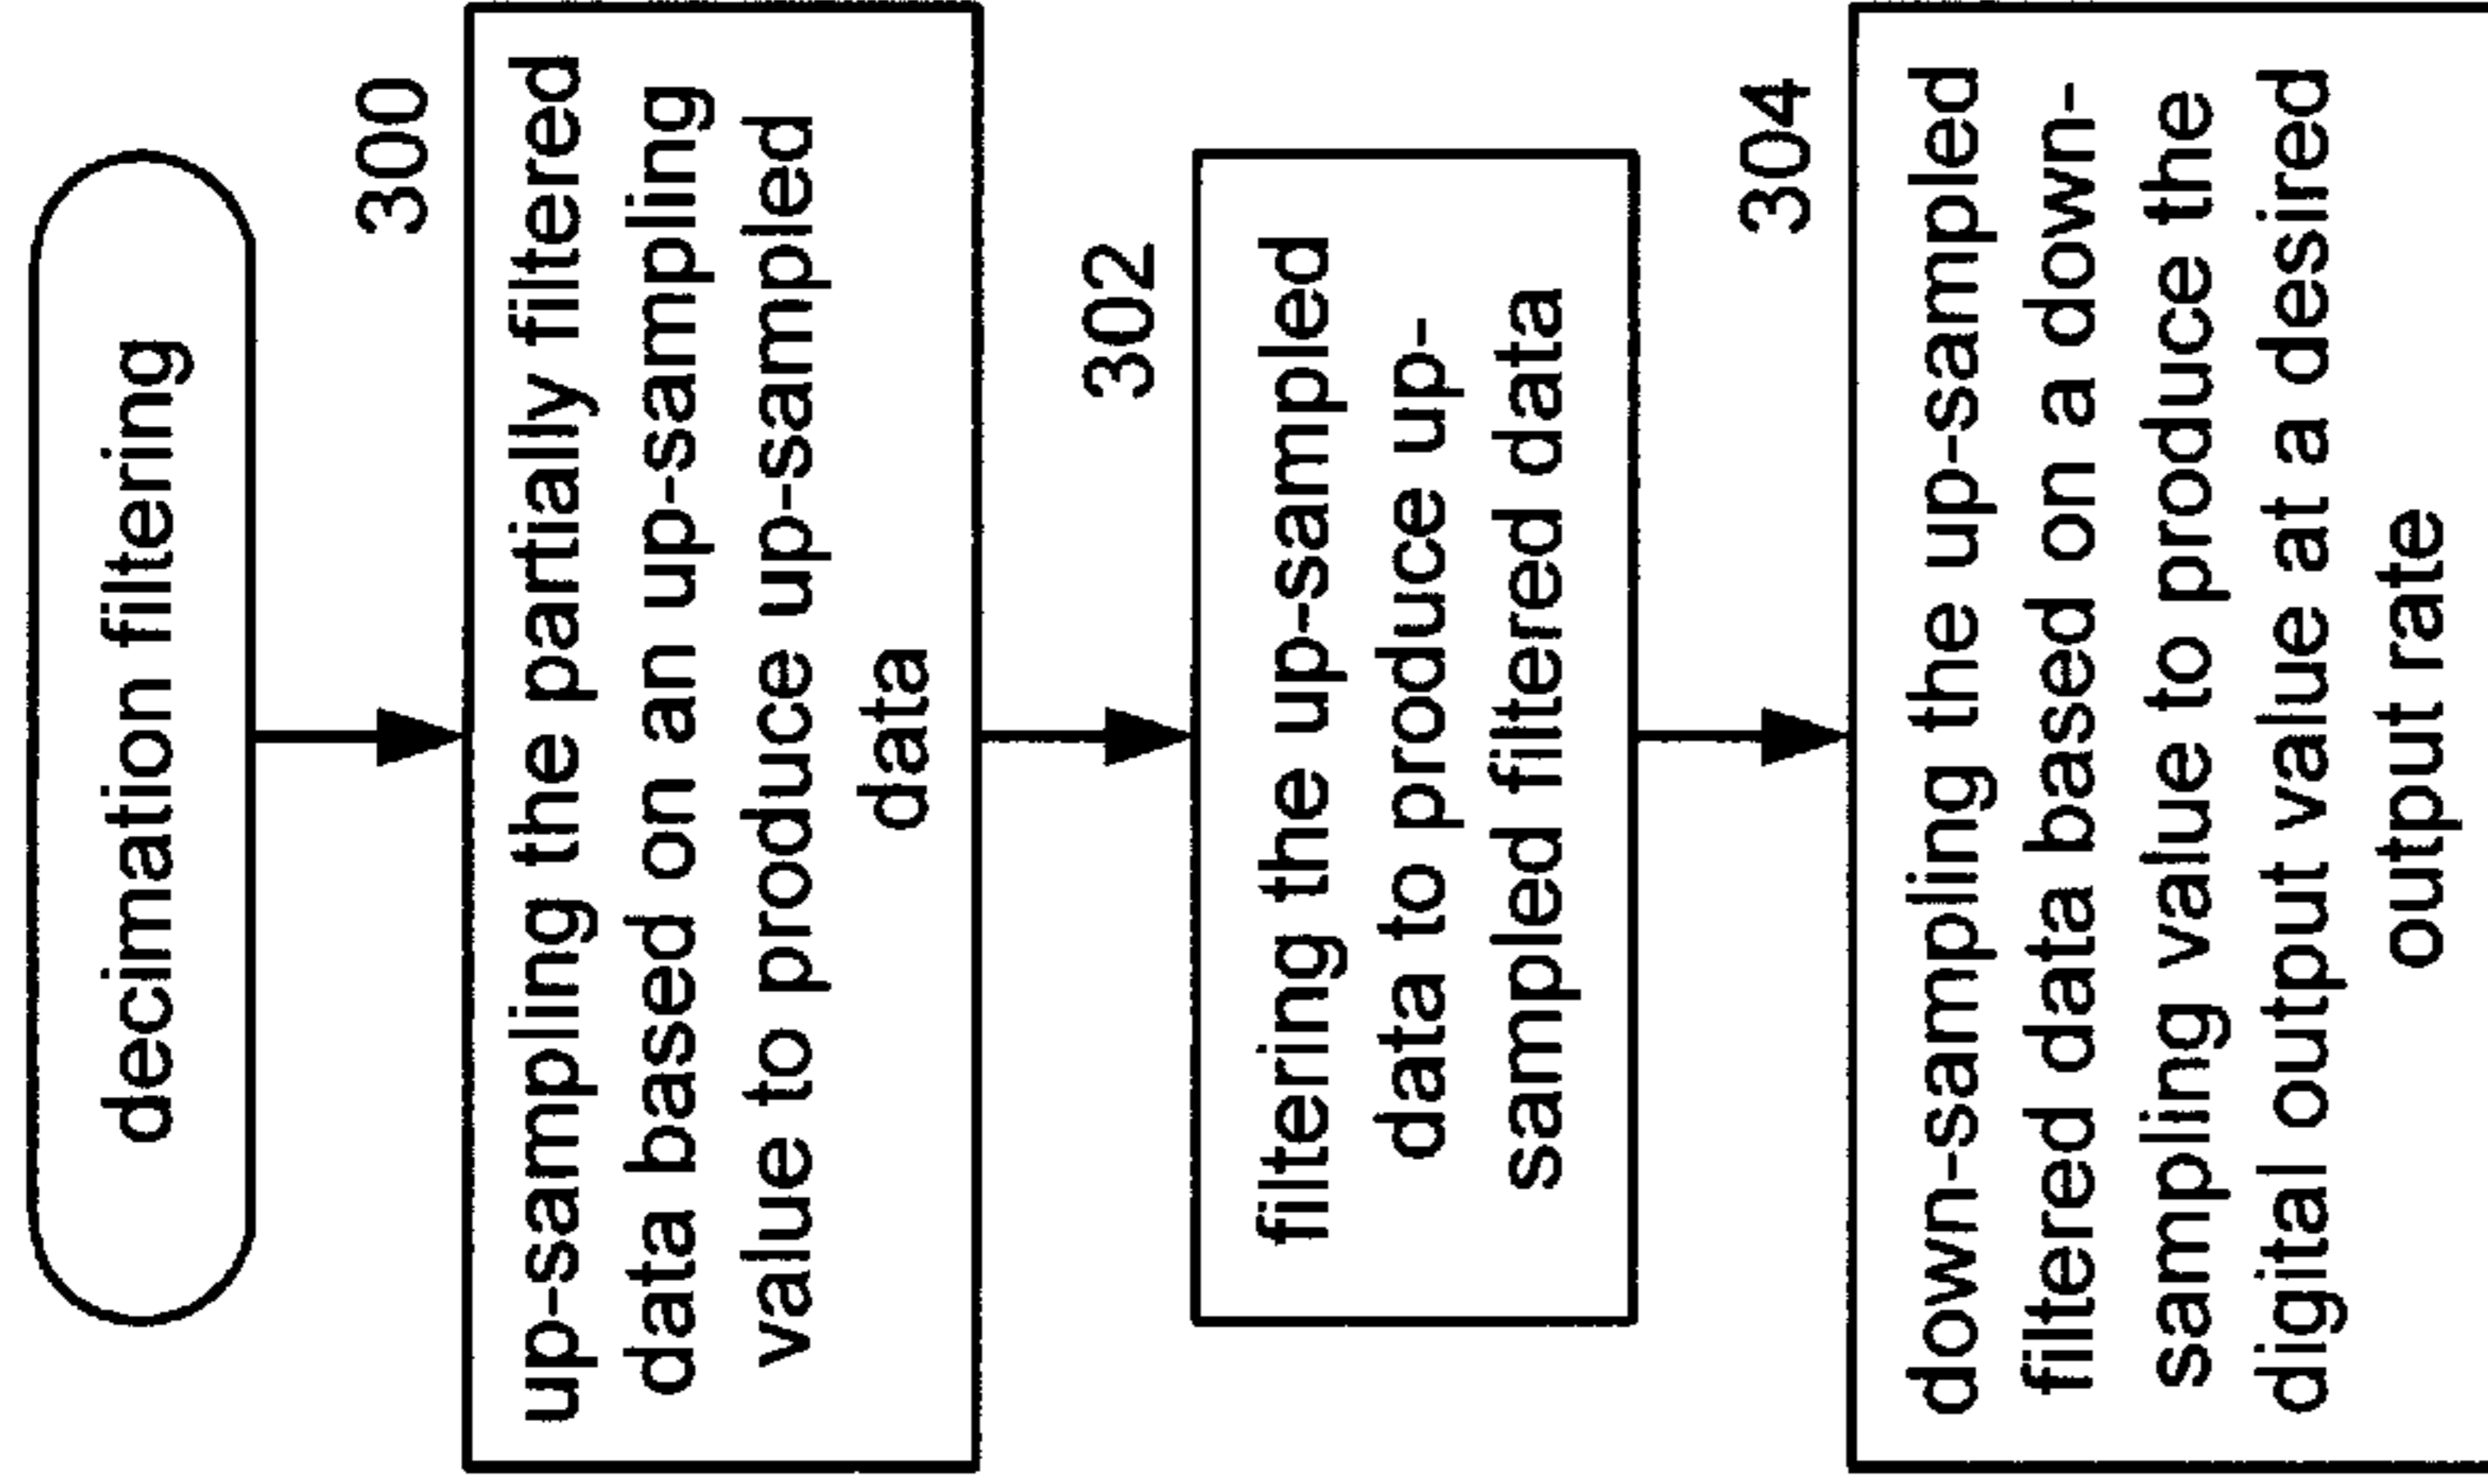 decimation filtering
300
up-sampling the partially filtered
data based on an up-sampling
value to produce up-sampled
data
302
filtering the up-sampled
data to produce up-
sampled filtered data
304
down-sampling the up-sampled
filtered data based on a down-
sampling value to produce the
digital output value at a desired
output rate